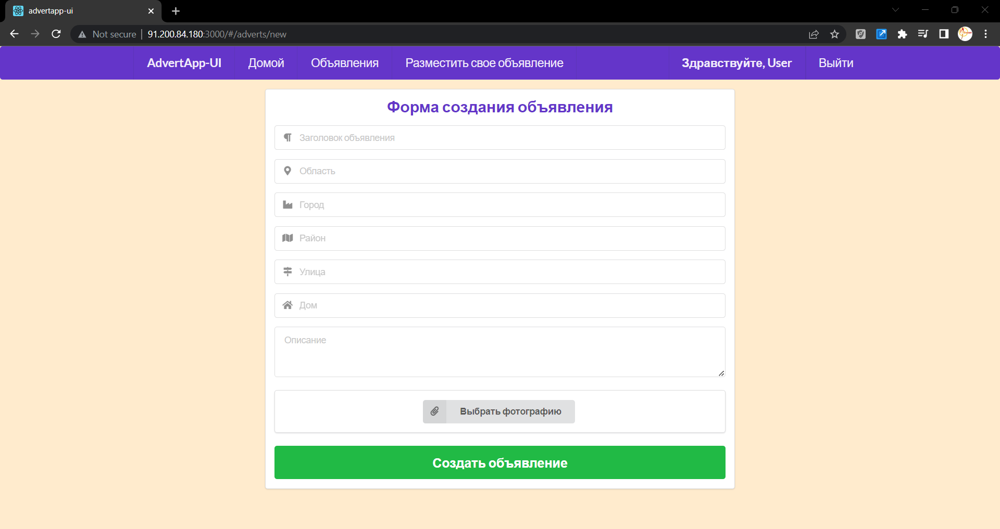 advertapp-ui
Not secure 91.200.84.180:3000/#/adverts/new
AdvertApp-UI Домой Объявления Разместить свое объявление Здравствуйте, User Выйти
Форма создания объявления
Заголовок объявления
Область
Город
Район
Улица
Дом
Описание
Выбрать фотографию
Создать объявление